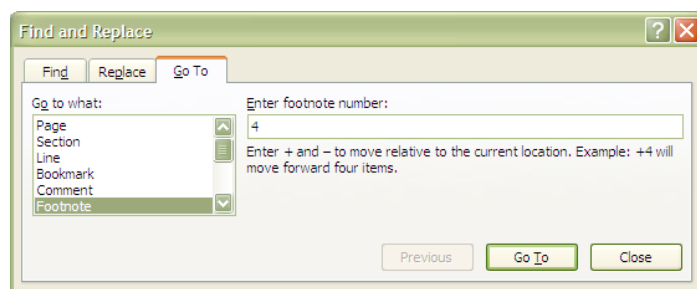 Find and Replace
Find
Replace
Go To
Go to what:
Page
Section
Line
Bookmark
Comment
Footnote
Enter footnote number:
4
Enter + and – to move relative to the current location. Example: +4 will
move forward four items.
Previous
Go To
Close